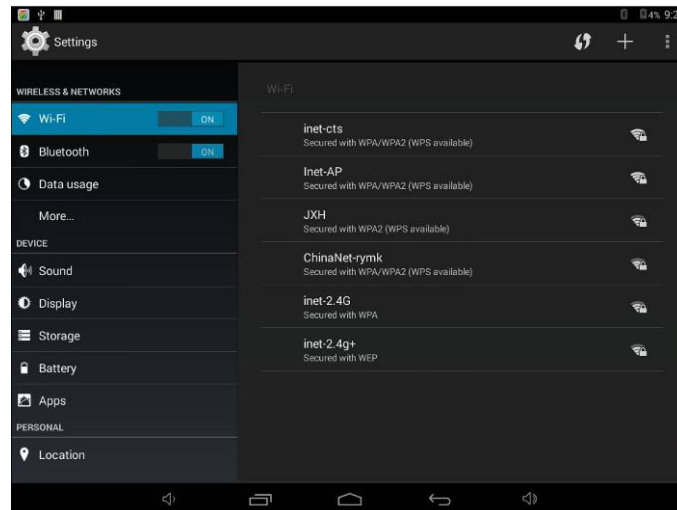 4% 9:2
Settings
WIRELESS & NETWORKS
Wi-Fi
ON
Bluetooth
ON
Data usage
More...
DEVICE
Sound
Display
Storage
Battery
Apps
PERSONAL
Location
Wi-Fi
inet-cts
Secured with WPA/WPA2 (WPS available)
Inet-AP
Secured with WPA/WPA2 (WPS available)
JXH
Secured with WPA2 (WPS available)
ChinaNet-rymk
Secured with WPA/WPA2 (WPS available)
inet-2.4G
Secured with WPA
inet-2.4g+
Secured with WEP